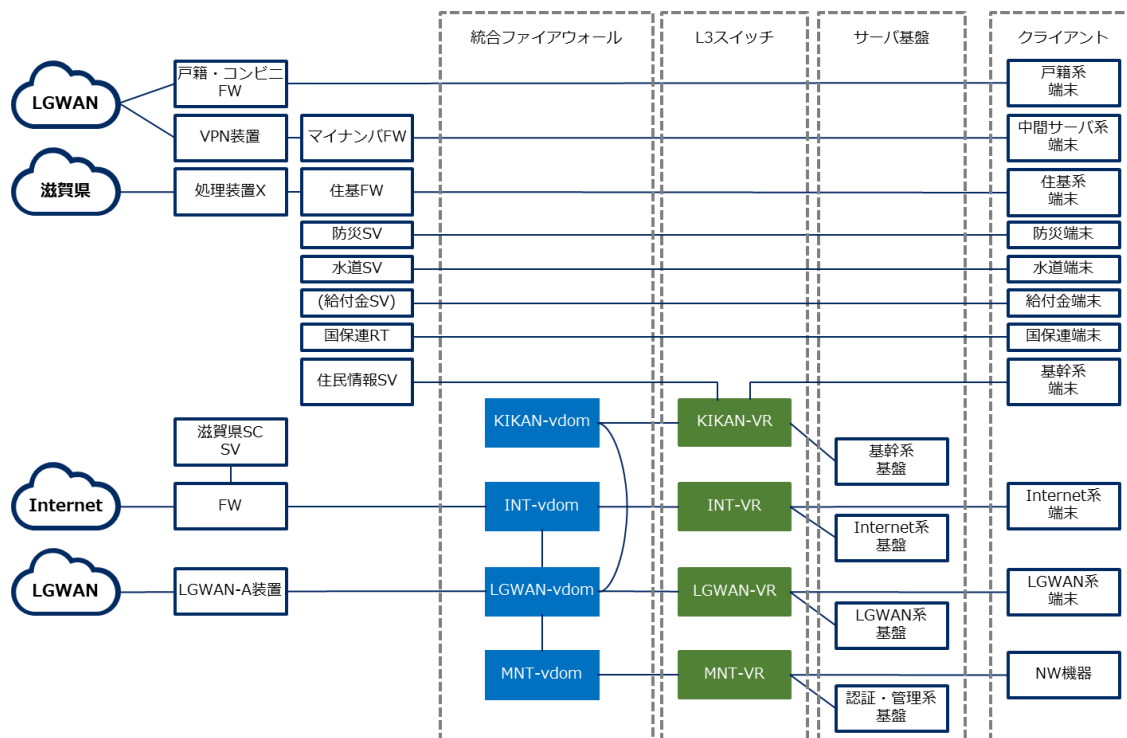 統合ファイアウォール
L3スイッチ
サーバ基盤
クライアント
LGWAN
戸籍・コンビニ
FW
戸籍系
端末
VPN装置
マイナンバFW
中間サーバ系
端末
滋賀県
処理装置X
住基FW
住基系
端末
防災SV
防災端末
水道SV
水道端末
(給付金SV)
給付金端末
国保連RT
国保連端末
住民情報SV
基幹系
端末
KIKAN-vdom
KIKAN-VR
滋賀県SC
SV
基幹系
基盤
Internet
FW
INT-vdom
INT-VR
Internet系
端末
Internet系
基盤
LGWAN
LGWAN-A装置
LGWAN-vdom
LGWAN-VR
LGWAN系
端末
LGWAN系
基盤
MNT-vdom
MNT-VR
NW機器
認証・管理系
基盤